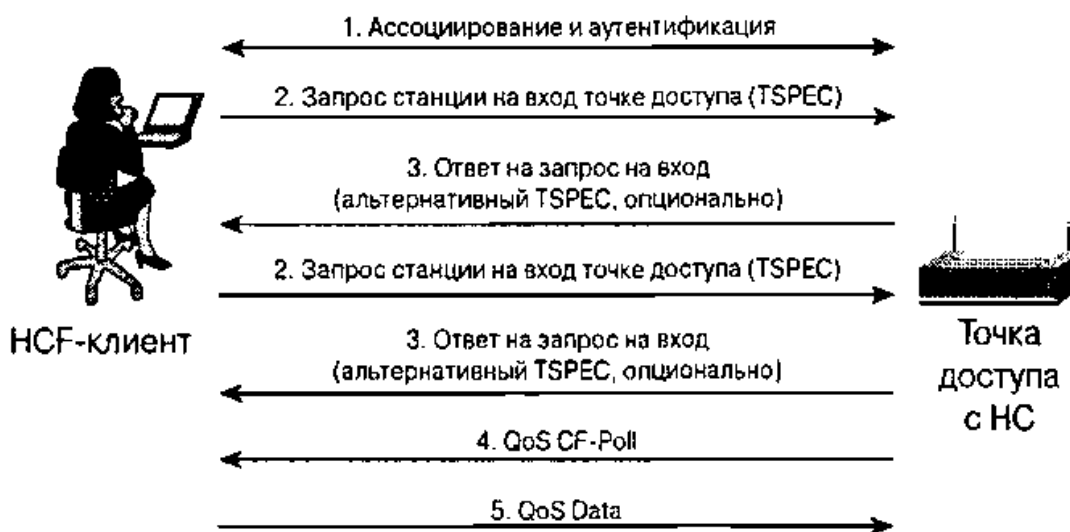 1. Ассоциирование и аутентификация
2. Запрос станции на вход точке доступа (TSPEC)
3. Ответ на запрос на вход
(альтернативный TSPEC, опционально)
2. Запрос станции на вход точке доступа (TSPEC)
3. Ответ на запрос на вход
(альтернативный TSPEC, опционально)
4. QoS CF-Poll
5. QoS Data
HCF-клиент
Точка
доступа
с HC